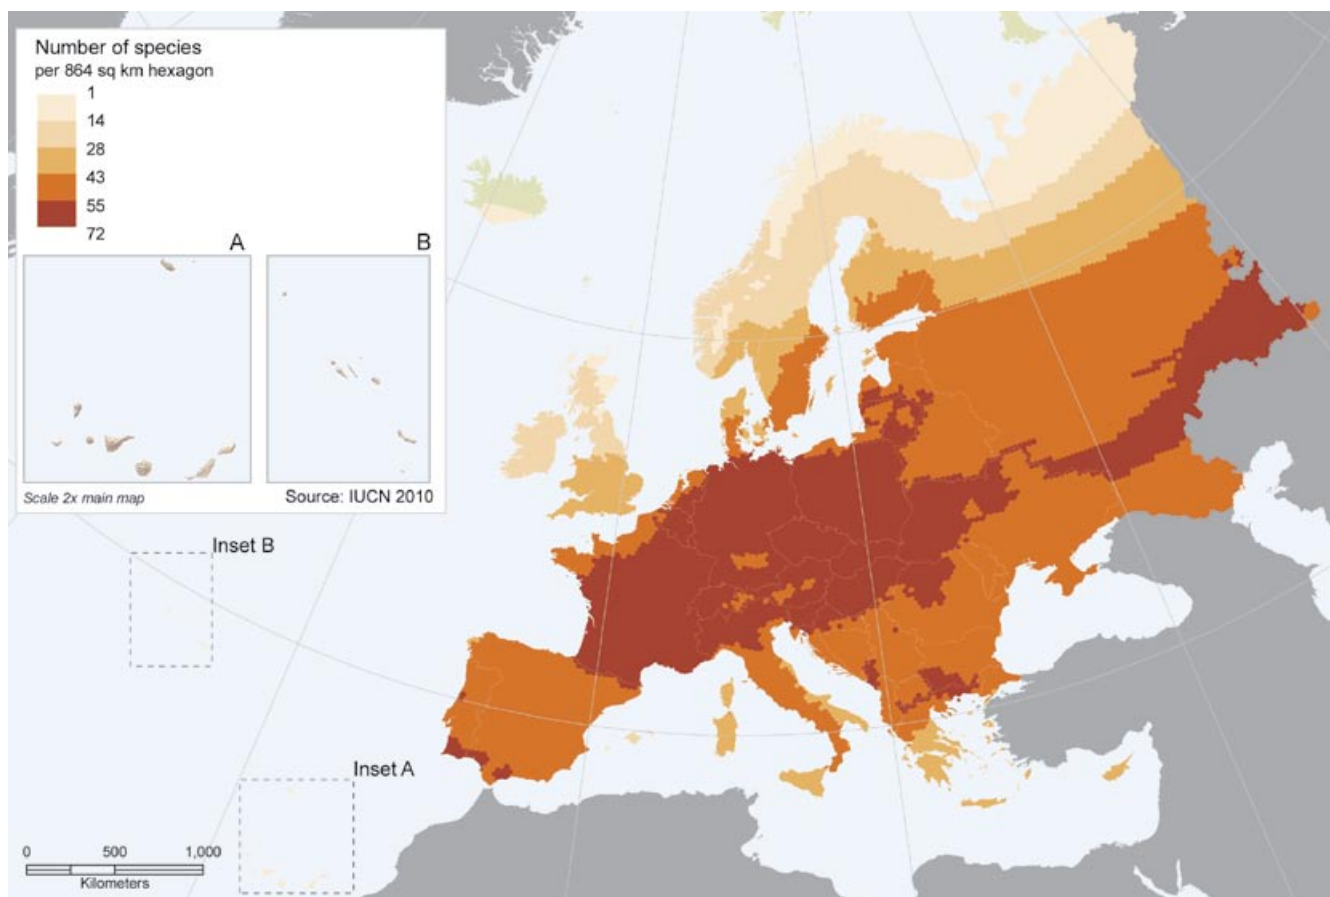 Number of species
per 864 sq km hexagon
1
14
28
43
55
72
A
B
Scale 2x main map
Source: IUCN 2010
Inset B
Inset A
0 500 1,000
Kilometers